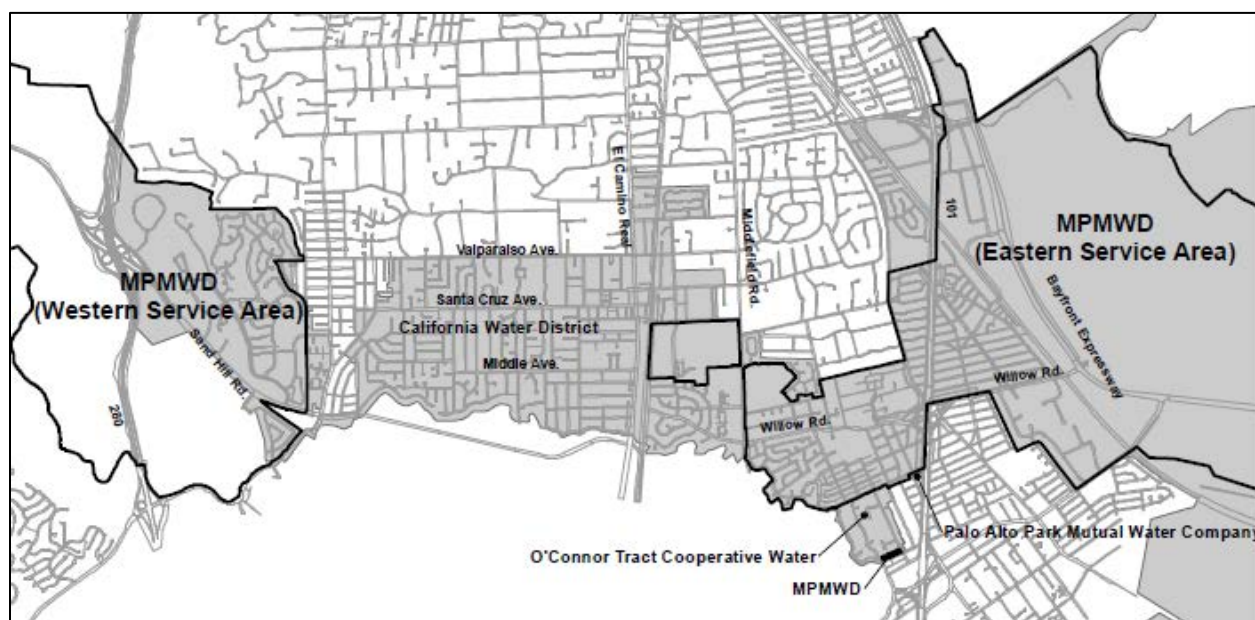 El Camino Real
Middlefield Rd.
101
MPMWD
(Eastern Service Area)
Valparaiso Ave.
MPMWD
(Western Service Area)
Santa Cruz Ave.
California Water District
Bayfront Expressway
Sand Hill Rd.
Middle Ave.
Willow Rd.
280
Willow Rd.
Palo Alto Park Mutual Water Company
O'Connor Tract Cooperative Water
MPMWD